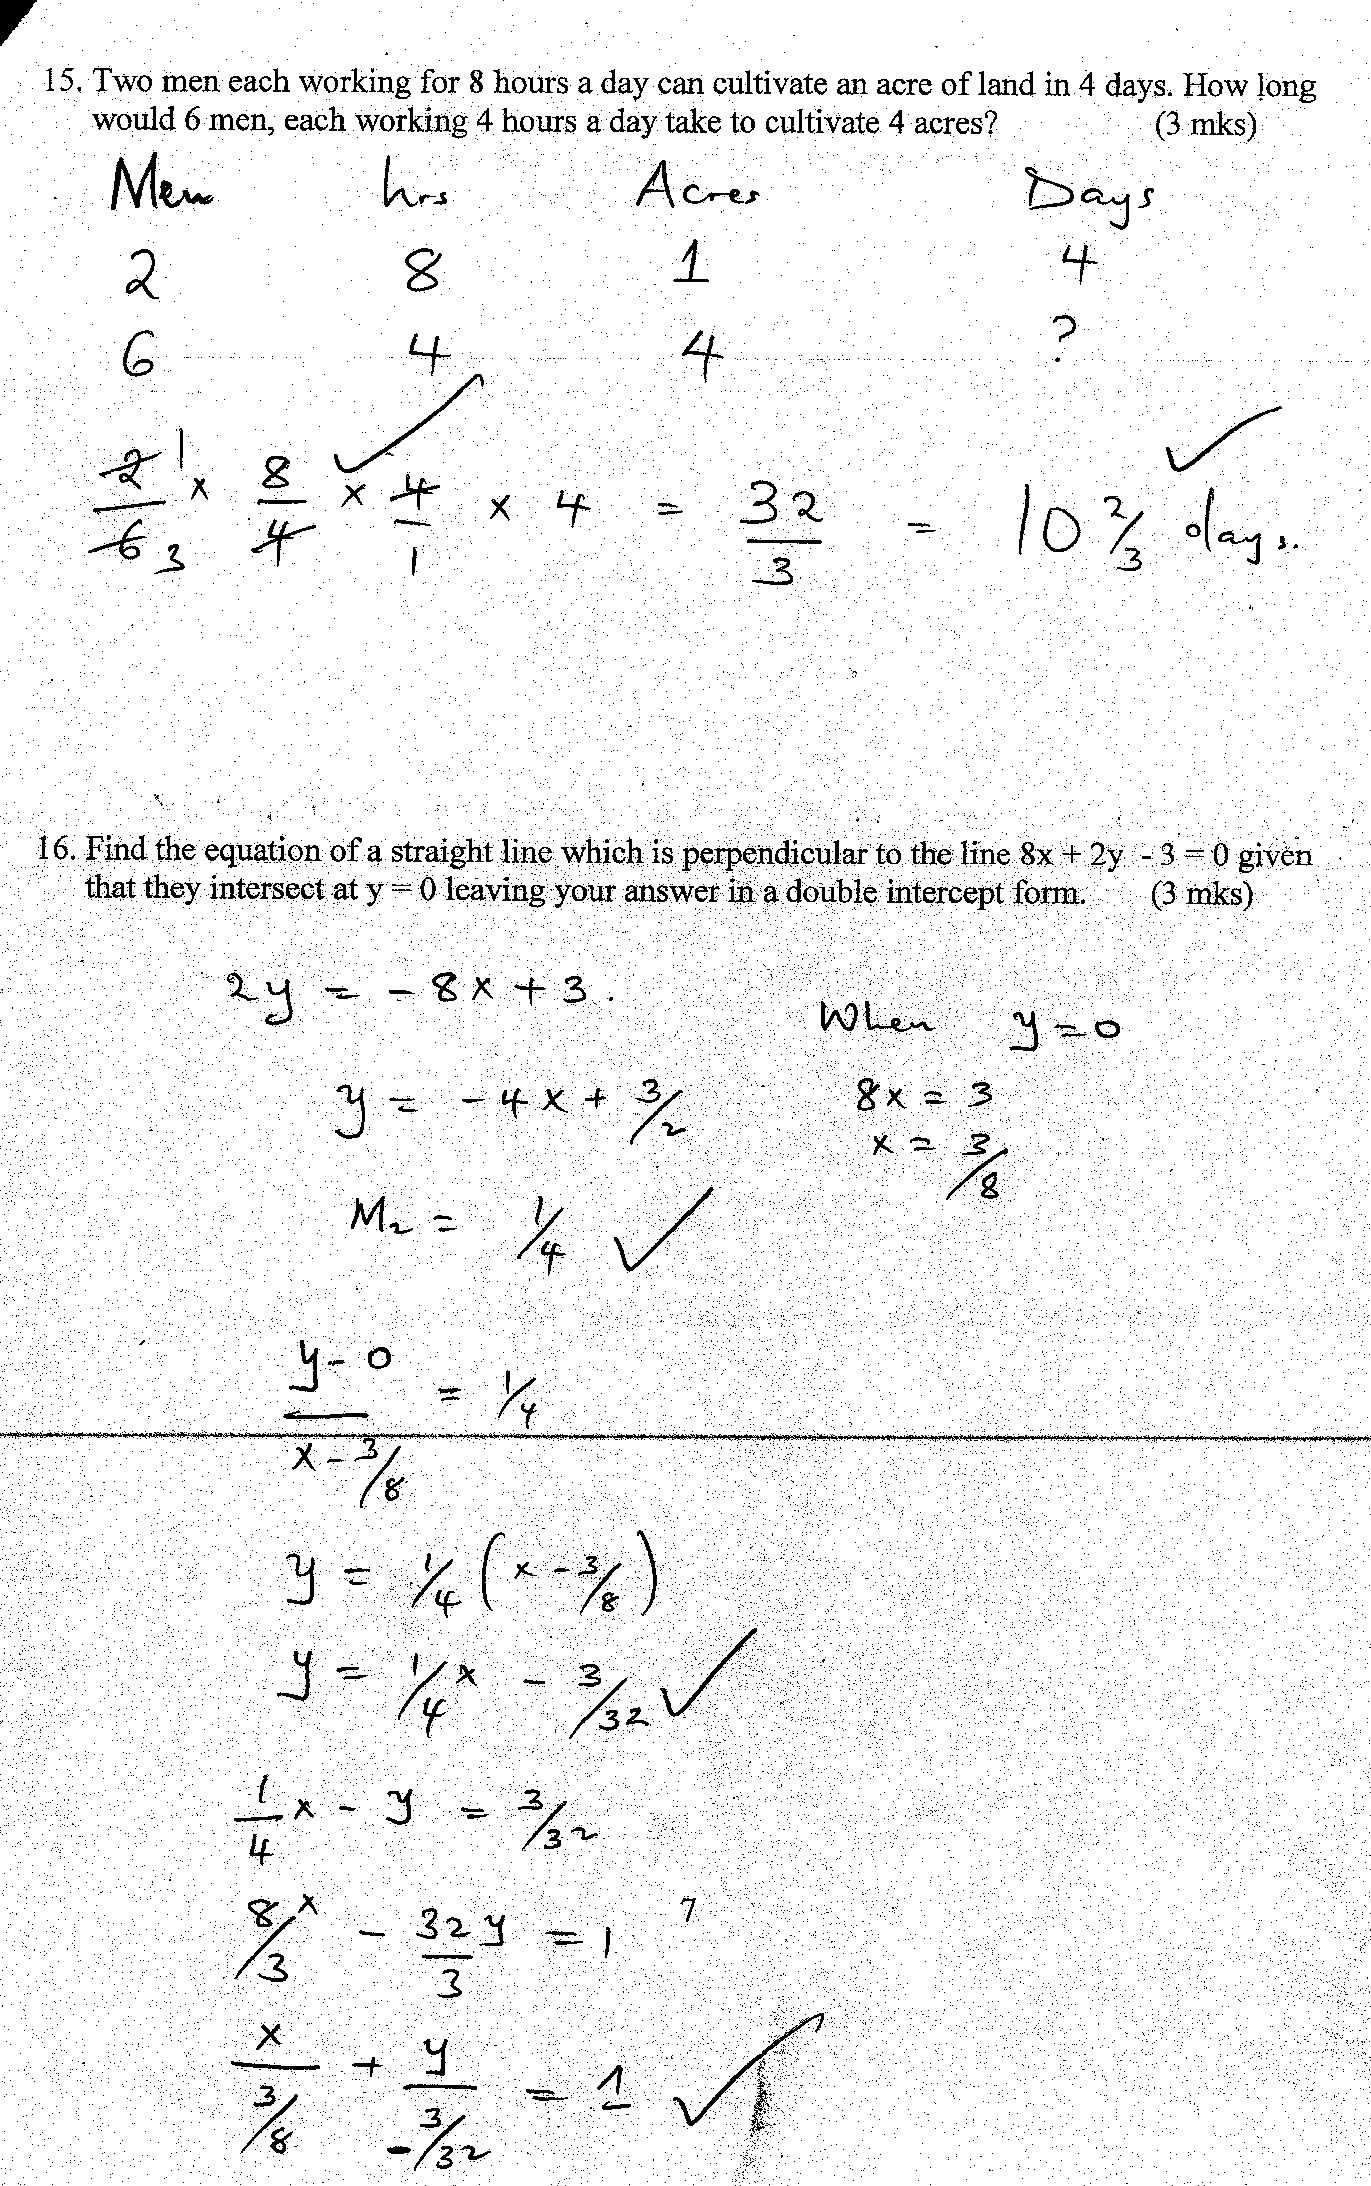 15. Two men each working for 8 hours a day can cultivate an acre of land in 4 days. How long
would 6 men, each working 4 hours a day take to cultivate 4 acres? (3 mks)
Men hrs Acres Days
2 8 1 4
6 4 4 ?
2/6 1/3 × 8/4 × 4/1 × 4 = 32/3 = 10 2/3 days.
16. Find the equation of a straight line which is perpendicular to the line 8x + 2y - 3 = 0 given
that they intersect at y = 0 leaving your answer in a double intercept form. (3 mks)
2y = -8x + 3.
When y = 0
y = -4x + 3/2
8x = 3
x = 3/8
M2 = 1/4 ✓
y-0 / x-3/8 = 1/4
y = 1/4 (x - 3/8)
y = 1/4 x - 3/32 ✓
1/4 x - y = 3/32
8/3 x - 32y/3 = 1
7
x / 3/8 + y / -3/32 = 1 ✓